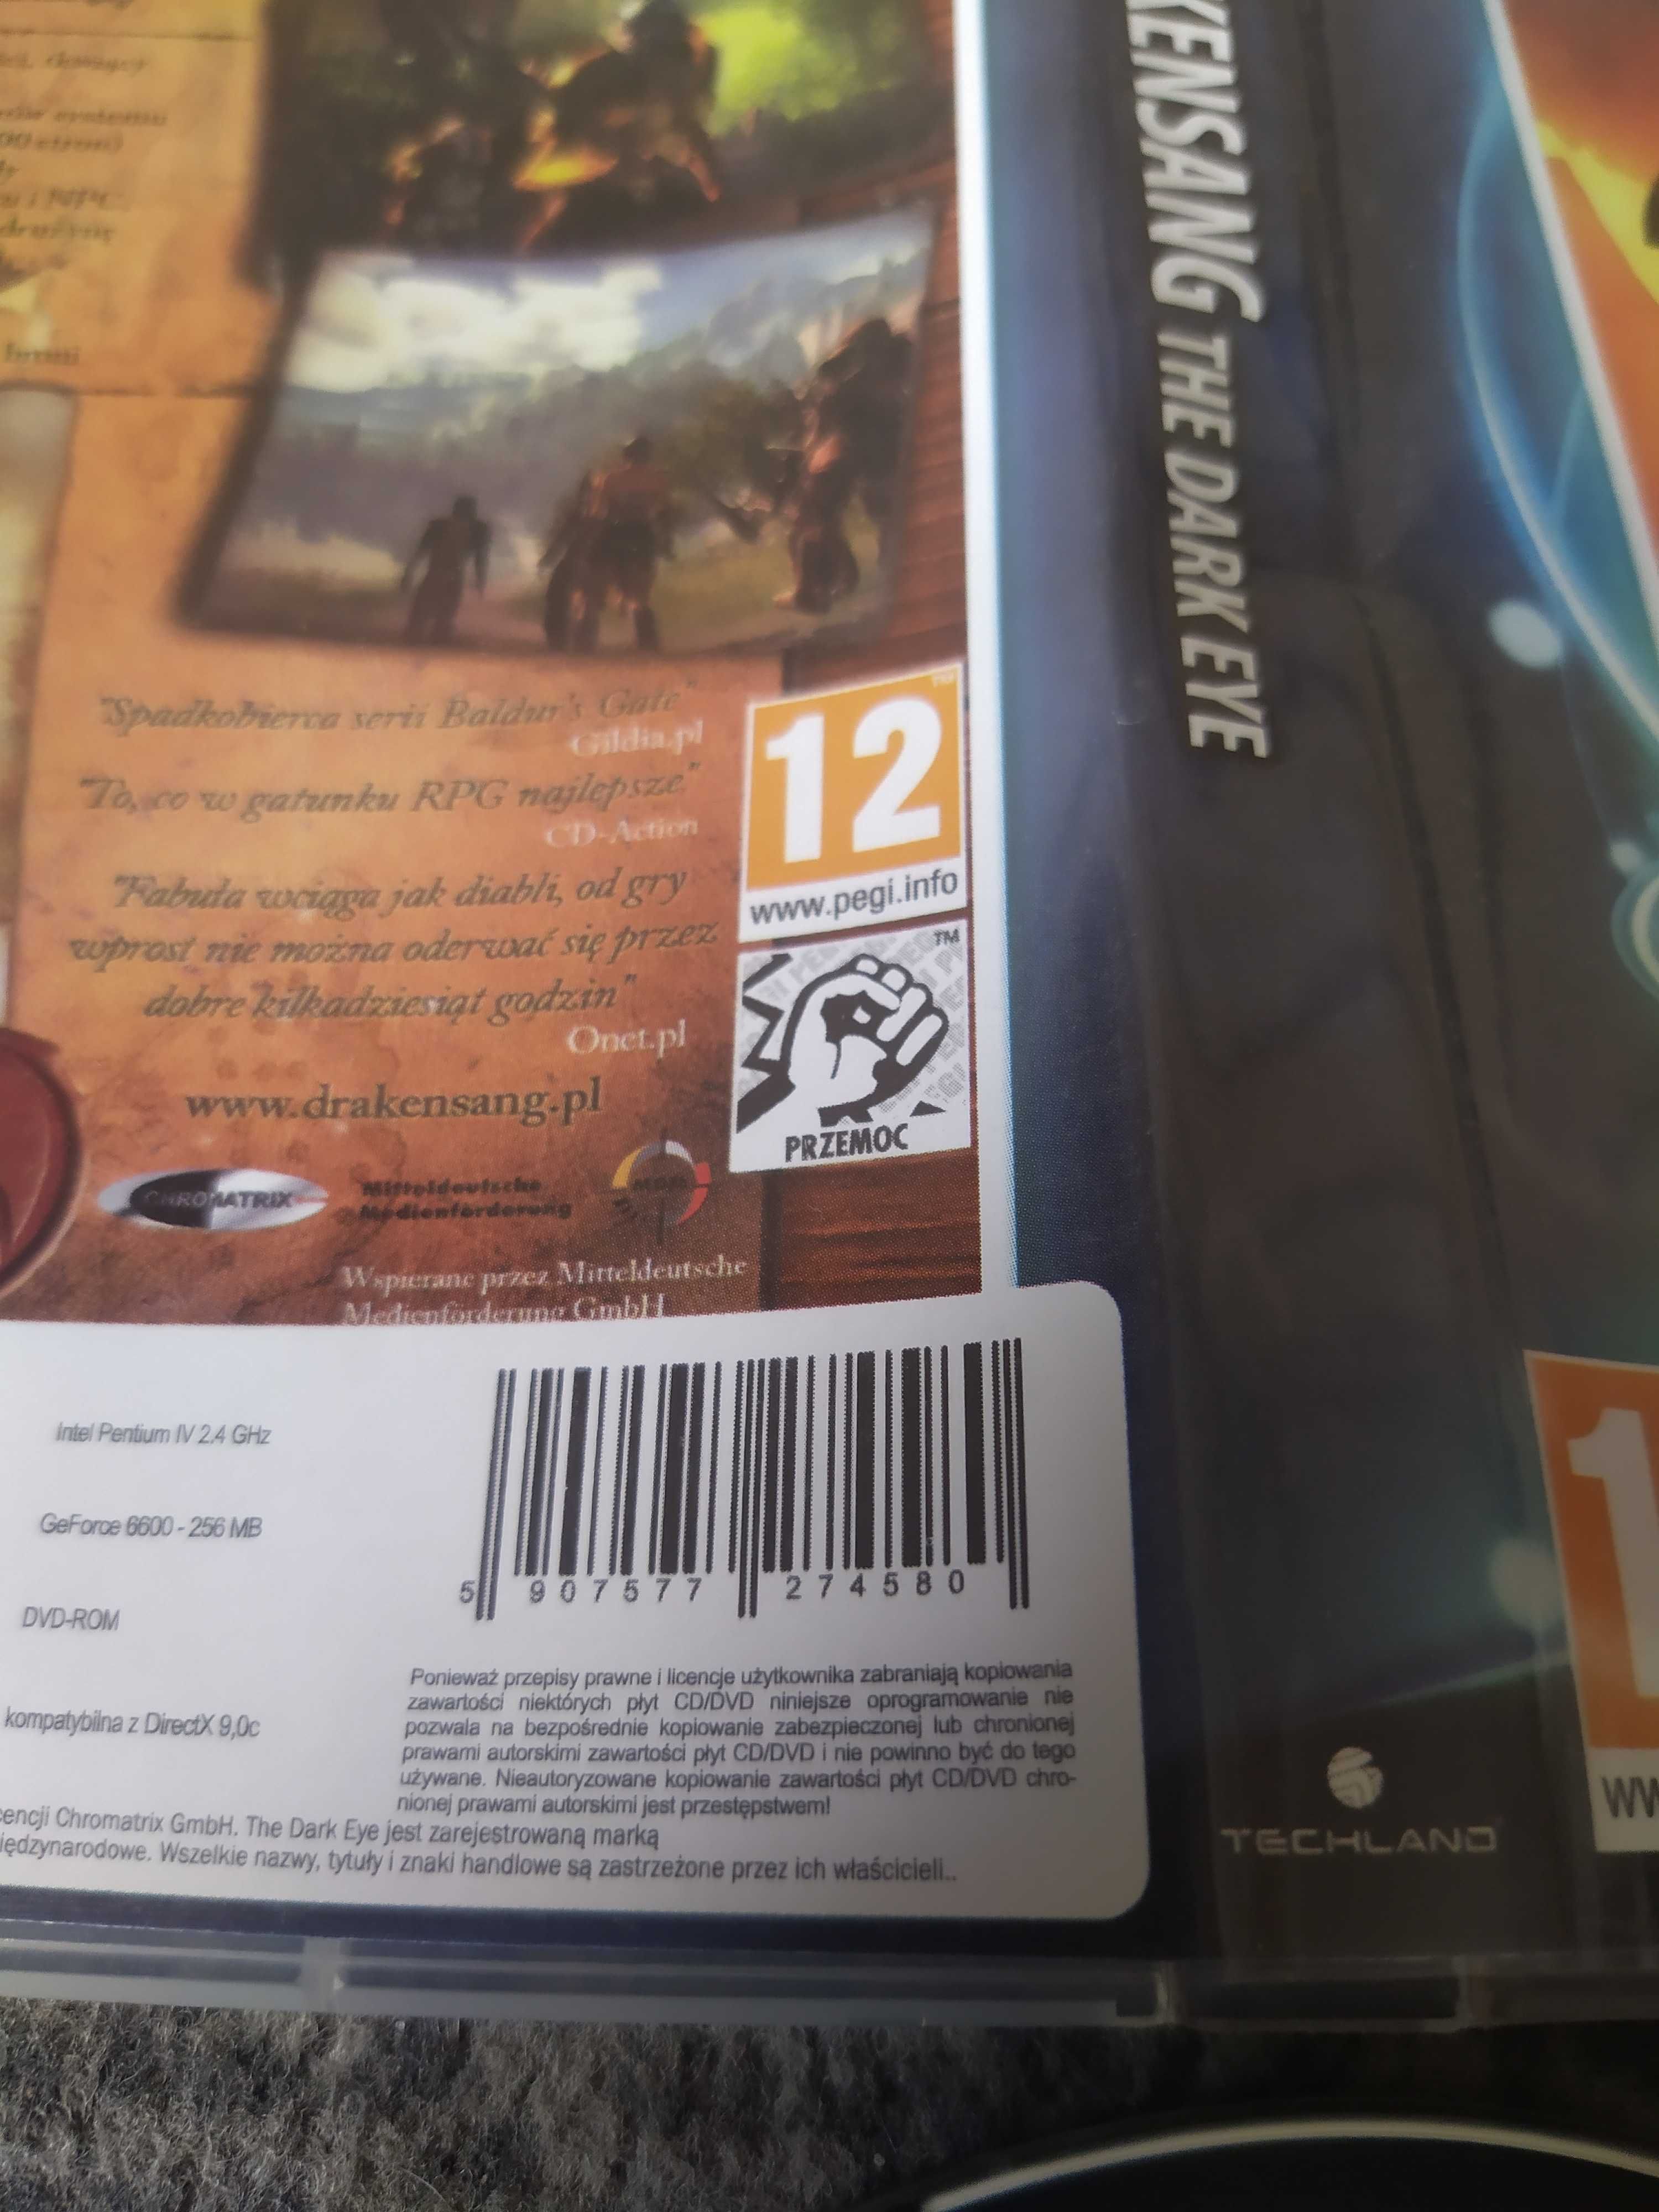 "Spadkobierca serii Baldur's Gate"
Gildia.pl
"To, co w gatunku RPG najlepsze"
CD-Action
"Fabuła wciąga jak diabli, od gry
wprost nie można oderwać się przez
dobre kilkadziesiąt godzin"
Onet.pl
www.drakensang.pl
CHROMATRIX
Mitteldeutsche
Medienförderung
Wspierane przez Mitteldeutsche
Medienförderung GmbH
12
www.pegi.info
PRZEMOC
Intel Pentium IV 2.4 GHz
GeForce 6600 - 256 MB
DVD-ROM
kompatybilna z DirectX 9,0c
5 907577 274580
Ponieważ przepisy prawne i licencje użytkownika zabraniają kopiowania
zawartości niektórych płyt CD/DVD niniejsze oprogramowanie nie
pozwala na bezpośrednie kopiowanie zabezpieczonej lub chronionej
prawami autorskimi zawartości płyt CD/DVD i nie powinno być do tego
używane. Nieautoryzowane kopiowanie zawartości płyt CD/DVD chro-
nionej prawami autorskimi jest przestępstwem!
cencji Chromatrix GmbH. The Dark Eye jest zarejestrowaną marką
iędzynarodowe. Wszelkie nazwy, tytuły i znaki handlowe są zastrzeżone przez ich właścicieli..
KENSANG THE DARK EYE
TECHLAND
1
ww